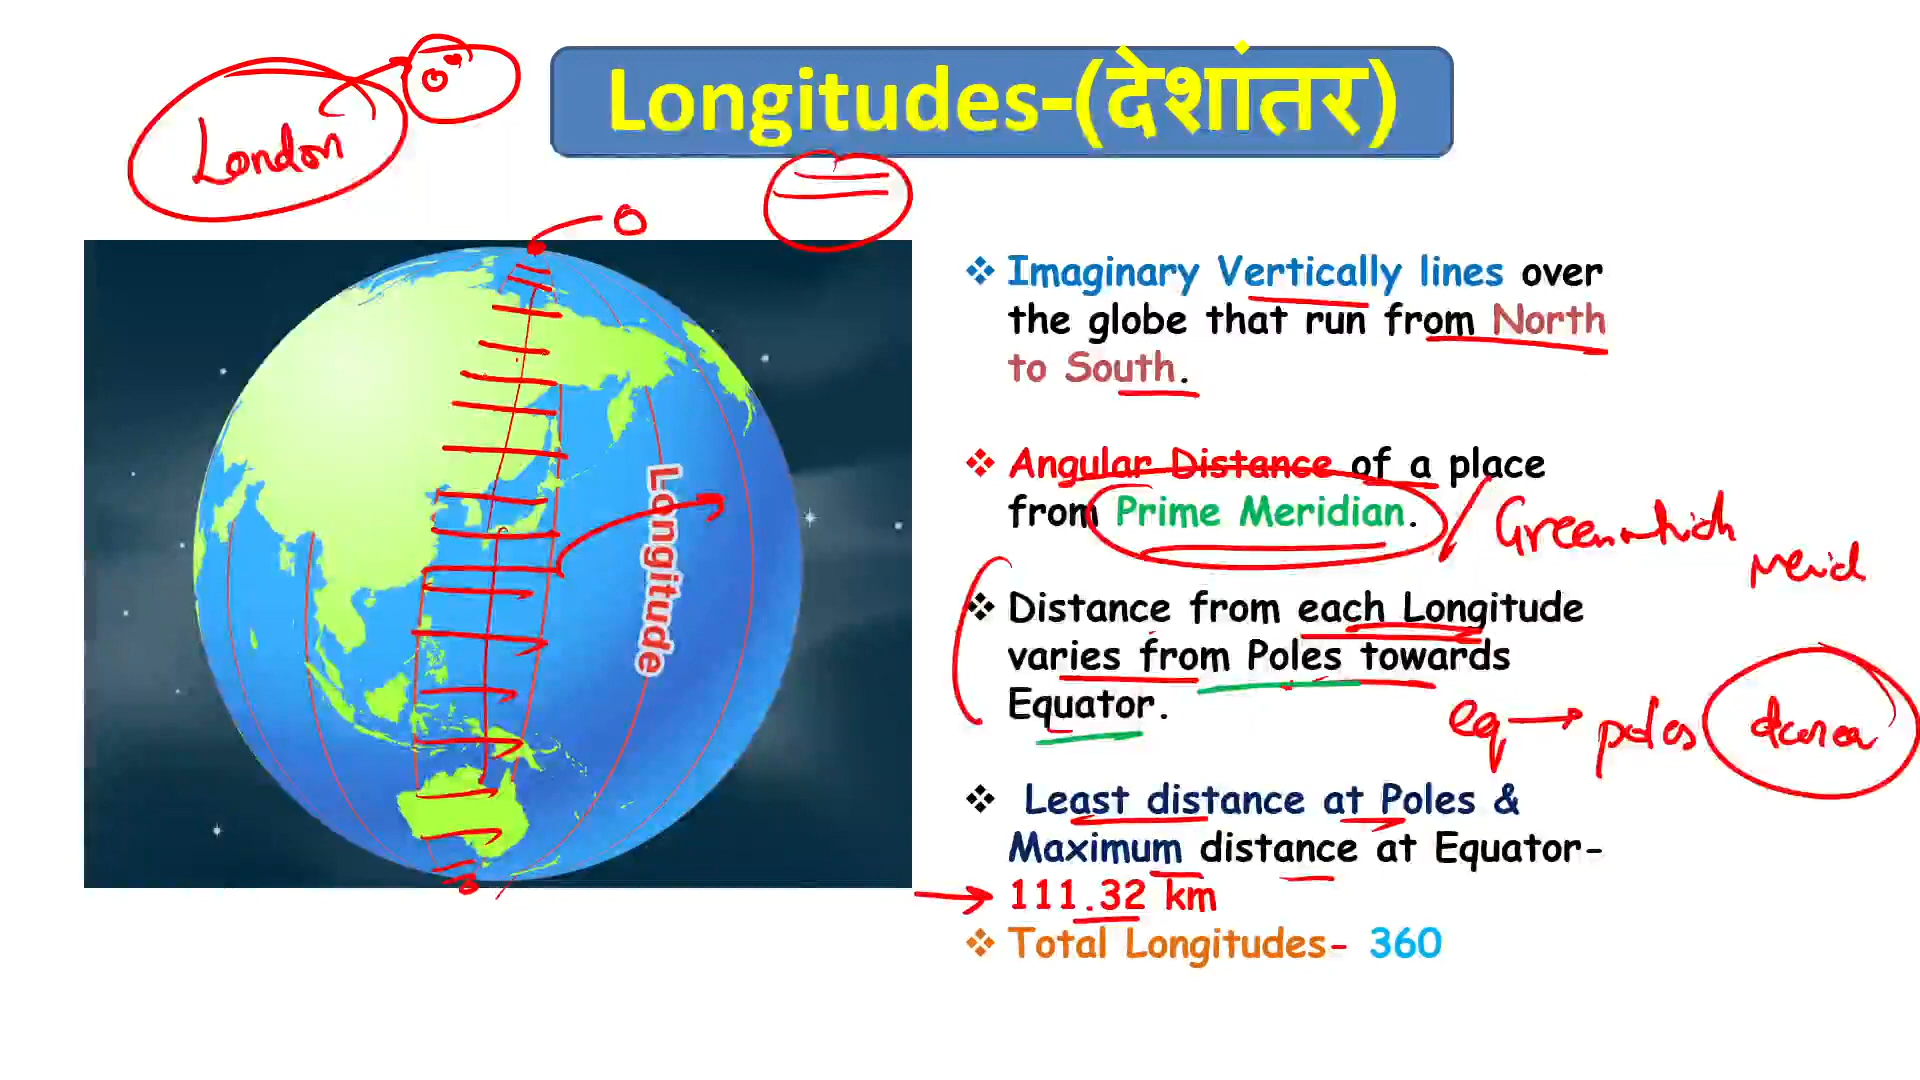 London
0°
Longitudes-(देशांतर)
0
❖ Imaginary Vertically lines over
the globe that run from North
to South.
❖ Angular Distance of a place
from Prime Meridian.
Longitude
❖ Distance from each Longitude
varies from Poles towards
Equator.
eq → poles
❖ Least distance at Poles &
Maximum distance at Equator-
111.32 km
❖ Total Longitudes- 360